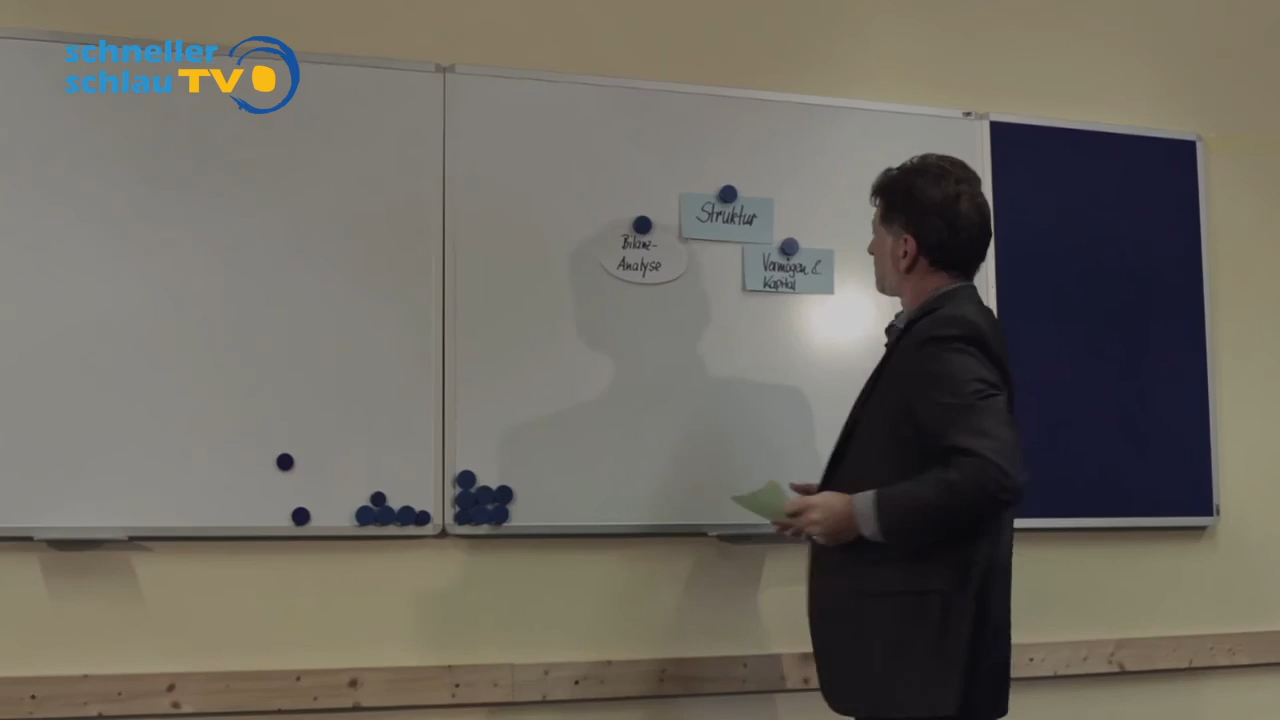 schneller
schlau TV
Struktur
Bilanz-
Analyse
Vermögen &
Kapital